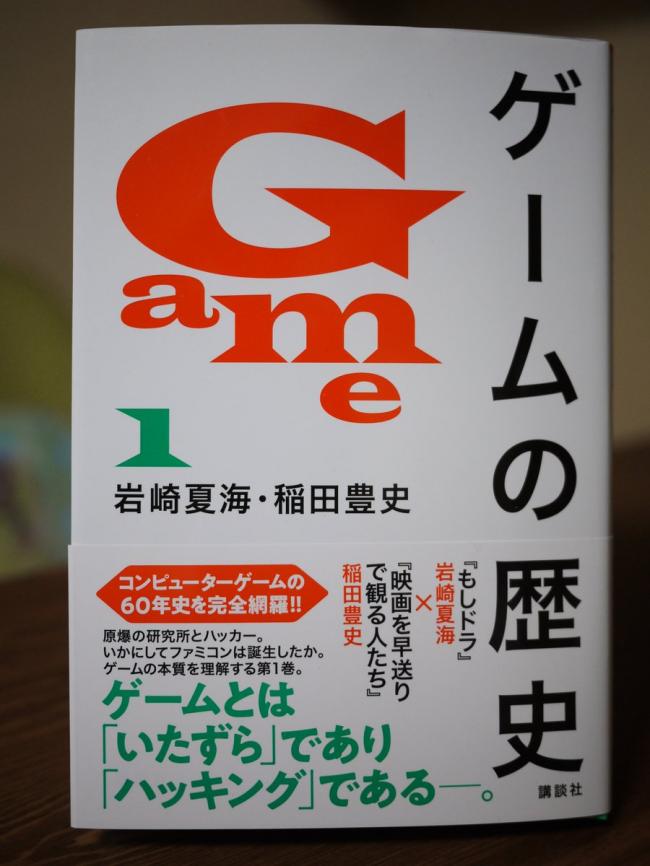 ゲームの歴史
Game
1
岩崎夏海・稲田豊史
コンピューターゲームの
60年史を完全網羅!!
原爆の研究所とハッカー。
いかにしてファミコンは誕生したか。
ゲームの本質を理解する第1巻。
『もしドラ』
岩崎夏海
×
『映画を早送り
で観る人たち』
稲田豊史
ゲームとは
「いたずら」であり
「ハッキング」である──。
講談社